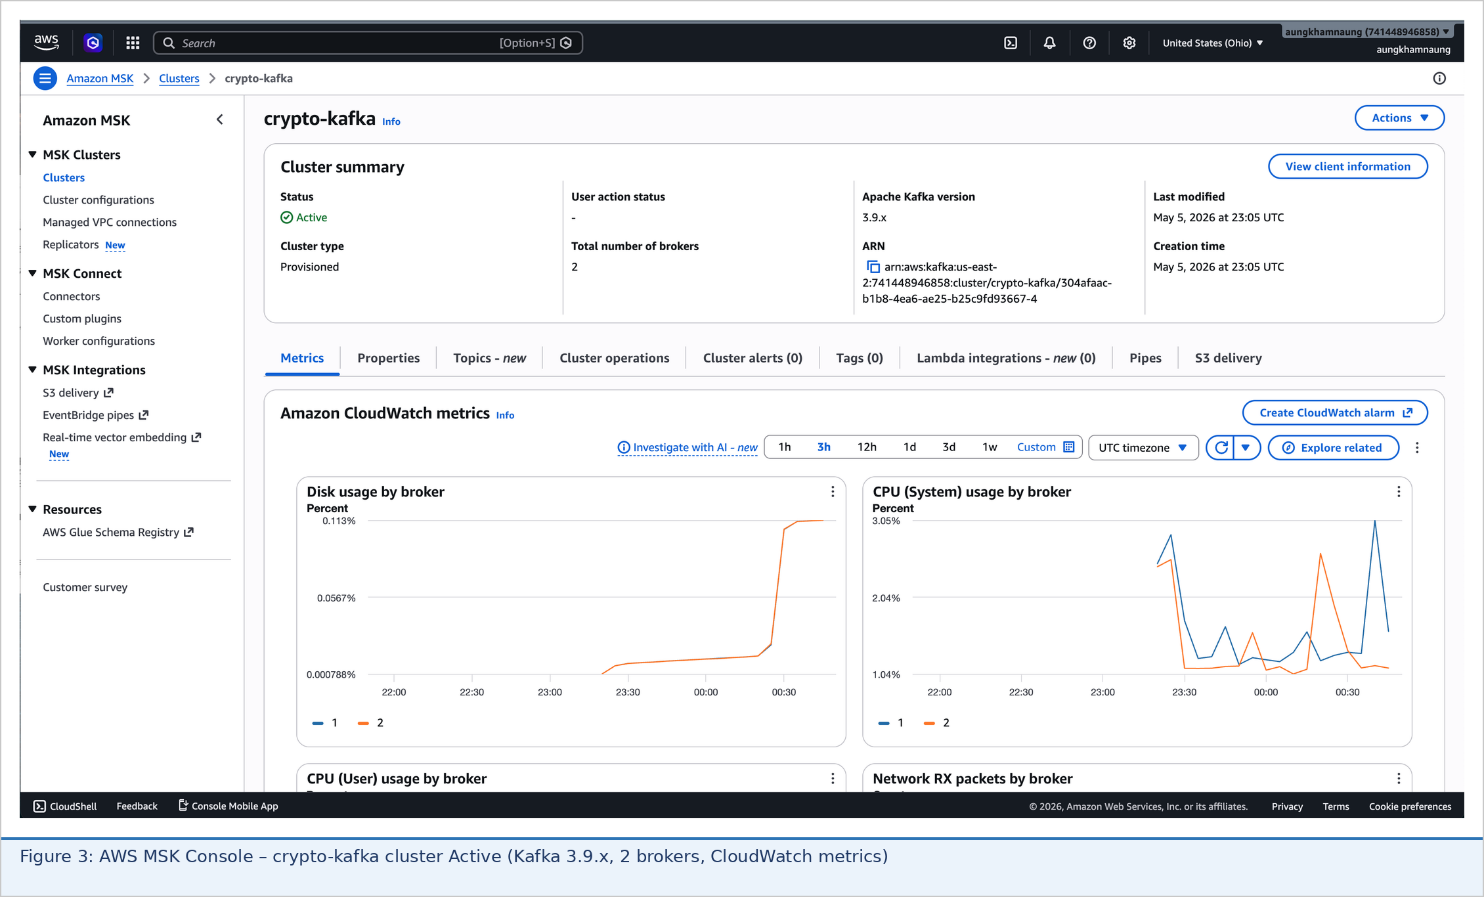 aws
Search
[Option+S]
United States (Ohio)
aungkhamnaung (741448946858)
aungkhamnaung
Amazon MSK
Clusters
crypto-kafka
Amazon MSK
MSK Clusters
Clusters
Cluster configurations
Managed VPC connections
Replicators New
MSK Connect
Connectors
Custom plugins
Worker configurations
MSK Integrations
S3 delivery
EventBridge pipes
Real-time vector embedding
New
Resources
AWS Glue Schema Registry
Customer survey
crypto-kafka Info
Actions
Cluster summary
View client information
Status
Active
Cluster type
Provisioned
User action status
-
Total number of brokers
2
Apache Kafka version
3.9.x
ARN
arn:aws:kafka:us-east-
2:741448946858:cluster/crypto-kafka/304afaac-
b1b8-4ea6-ae25-b25c9fd93667-4
Last modified
May 5, 2026 at 23:05 UTC
Creation time
May 5, 2026 at 23:05 UTC
Metrics Properties Topics - new Cluster operations Cluster alerts (0) Tags (0) Lambda integrations - new (0) Pipes S3 delivery
Amazon CloudWatch metrics Info
Create CloudWatch alarm
Investigate with AI - new
1h 3h 12h 1d 3d 1w Custom
UTC timezone
Explore related
Disk usage by broker
Percent
0.113%
0.0567%
0.000788%
22:00 22:30 23:00 23:30 00:00 00:30
1 2
CPU (System) usage by broker
Percent
3.05%
2.04%
1.04%
22:00 22:30 23:00 23:30 00:00 00:30
1 2
CPU (User) usage by broker
Network RX packets by broker
CloudShell Feedback Console Mobile App
© 2026, Amazon Web Services, Inc. or its affiliates. Privacy Terms Cookie preferences
Figure 3: AWS MSK Console – crypto-kafka cluster Active (Kafka 3.9.x, 2 brokers, CloudWatch metrics)